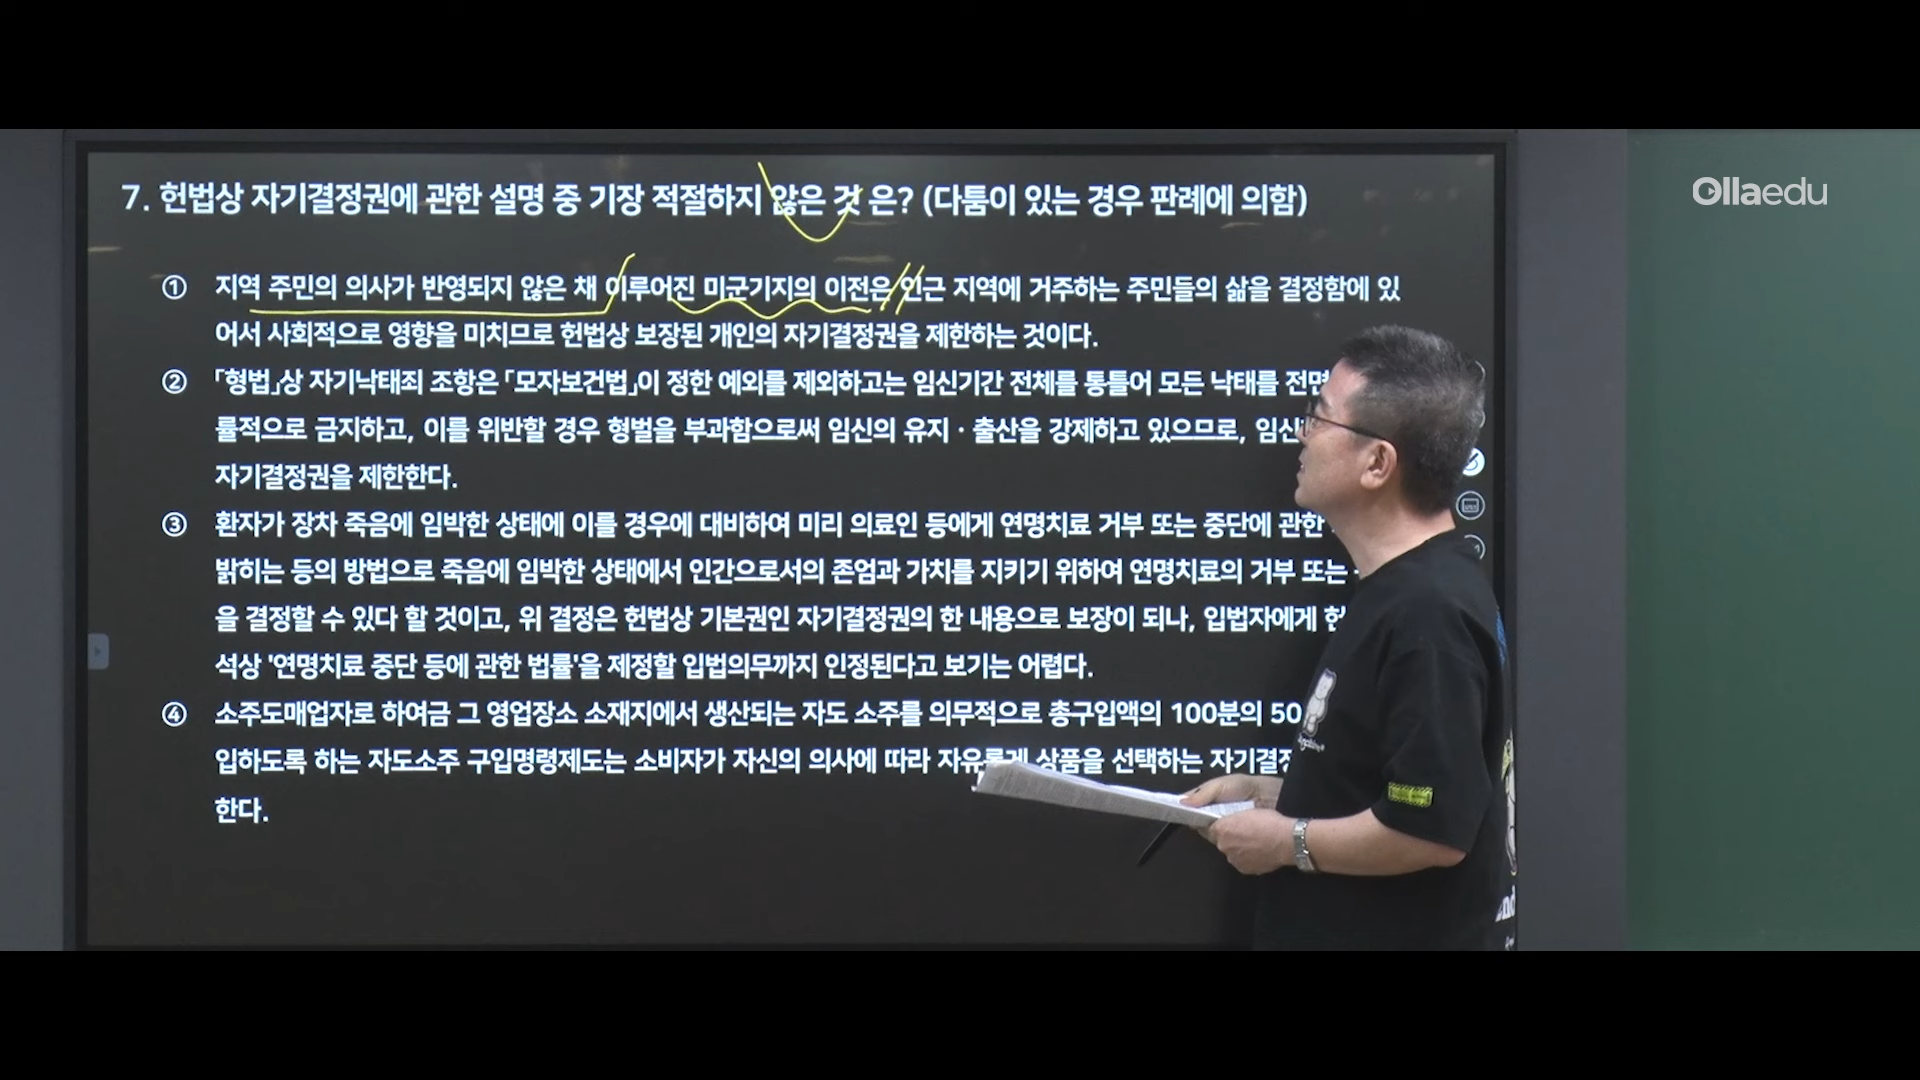 Ollaedu
7. 헌법상 자기결정권에 관한 설명 중 기장 적절하지 않은 것 은? (다툼이 있는 경우 판례에 의함)
① 지역 주민의 의사가 반영되지 않은 채 이루어진 미군기지의 이전은 인근 지역에 거주하는 주민들의 삶을 결정함에 있
어서 사회적으로 영향을 미치므로 헌법상 보장된 개인의 자기결정권을 제한하는 것이다.
② 「형법」상 자기낙태죄 조항은 「모자보건법」이 정한 예외를 제외하고는 임신기간 전체를 통틀어 모든 낙태를 전면
률적으로 금지하고, 이를 위반할 경우 형벌을 부과함으로써 임신의 유지 · 출산을 강제하고 있으므로, 임신
자기결정권을 제한한다.
③ 환자가 장차 죽음에 임박한 상태에 이를 경우에 대비하여 미리 의료인 등에게 연명치료 거부 또는 중단에 관한
밝히는 등의 방법으로 죽음에 임박한 상태에서 인간으로서의 존엄과 가치를 지키기 위하여 연명치료의 거부 또는
을 결정할 수 있다 할 것이고, 위 결정은 헌법상 기본권인 자기결정권의 한 내용으로 보장이 되나, 입법자에게
석상 '연명치료 중단 등에 관한 법률'을 제정할 입법의무까지 인정된다고 보기는 어렵다.
④ 소주도매업자로 하여금 그 영업장소 소재지에서 생산되는 자도 소주를 의무적으로 총구입액의 100분의 50
입하도록 하는 자도소주 구입명령제도는 소비자가 자신의 의사에 따라 자유롭게 상품을 선택하는 자기결정
한다.